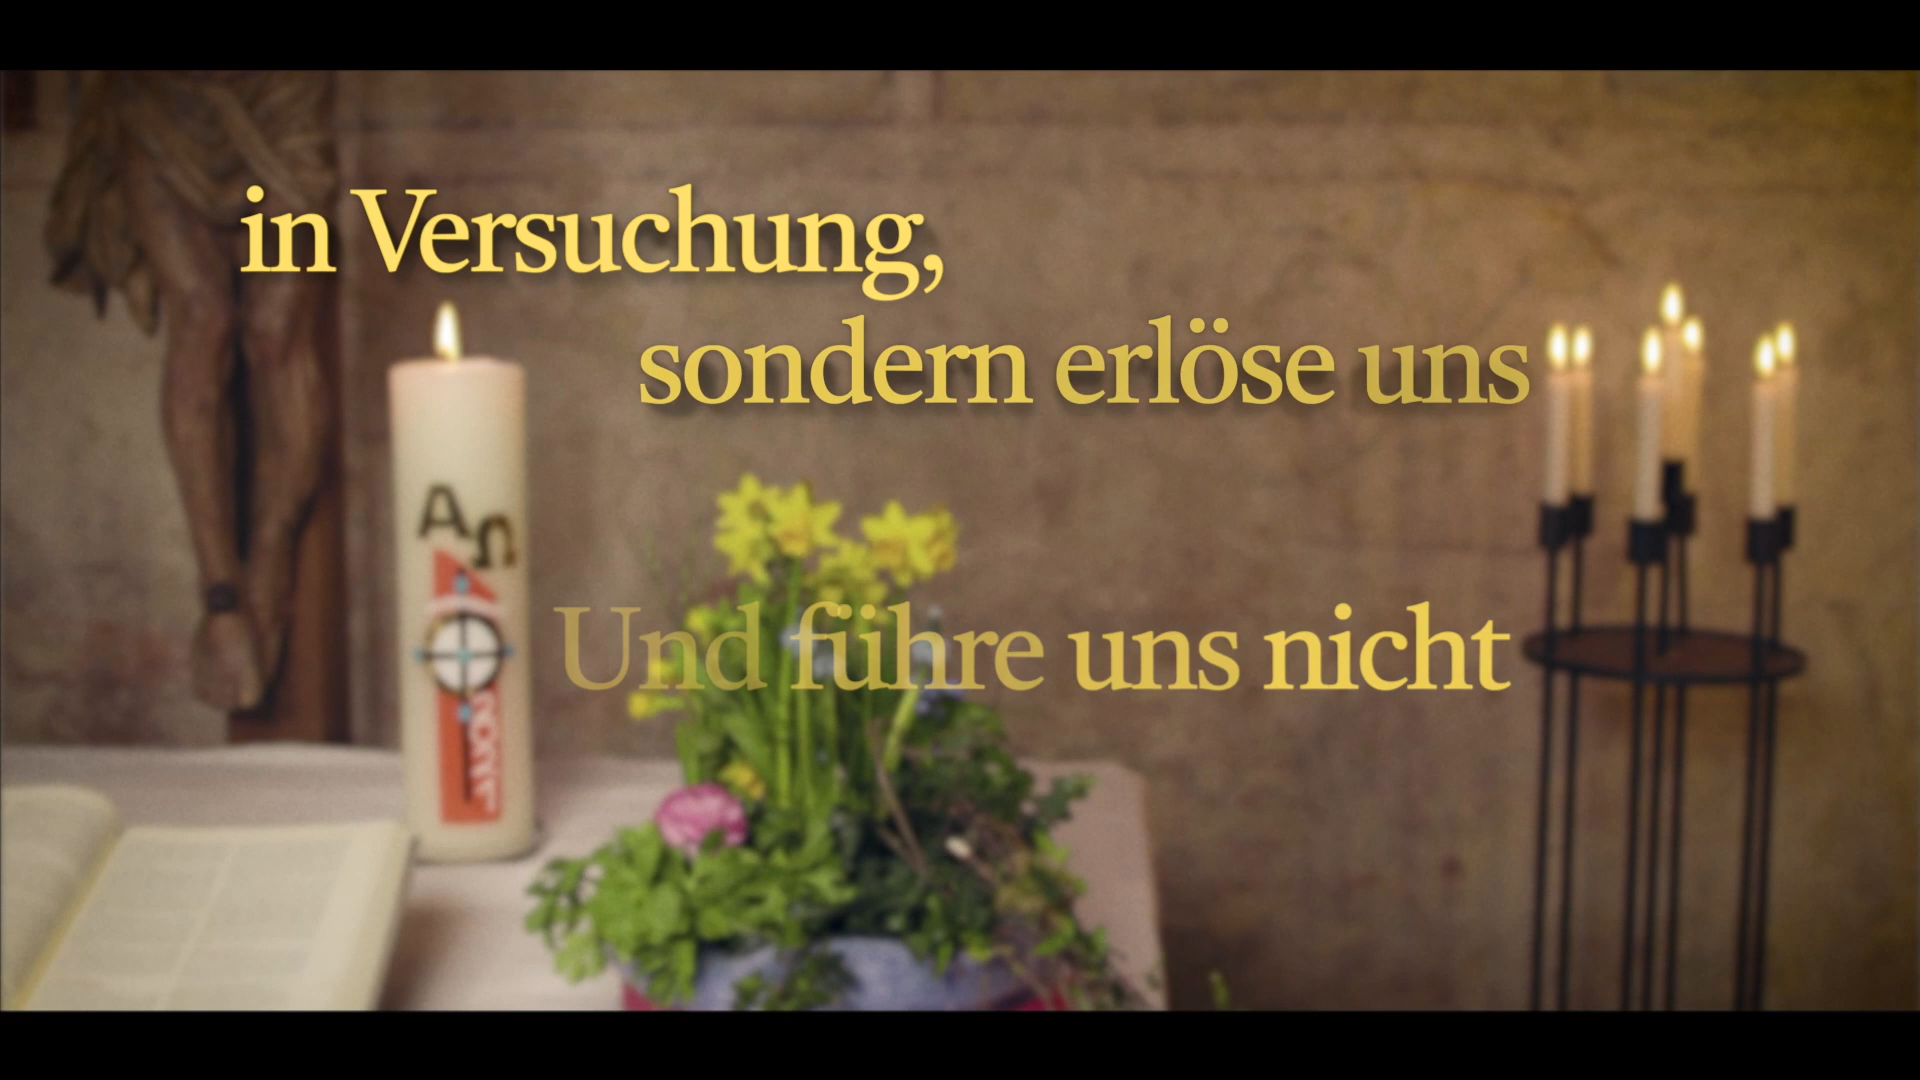 in Versuchung,
sondern erlöse uns
Und führe uns nicht
Α
Ω